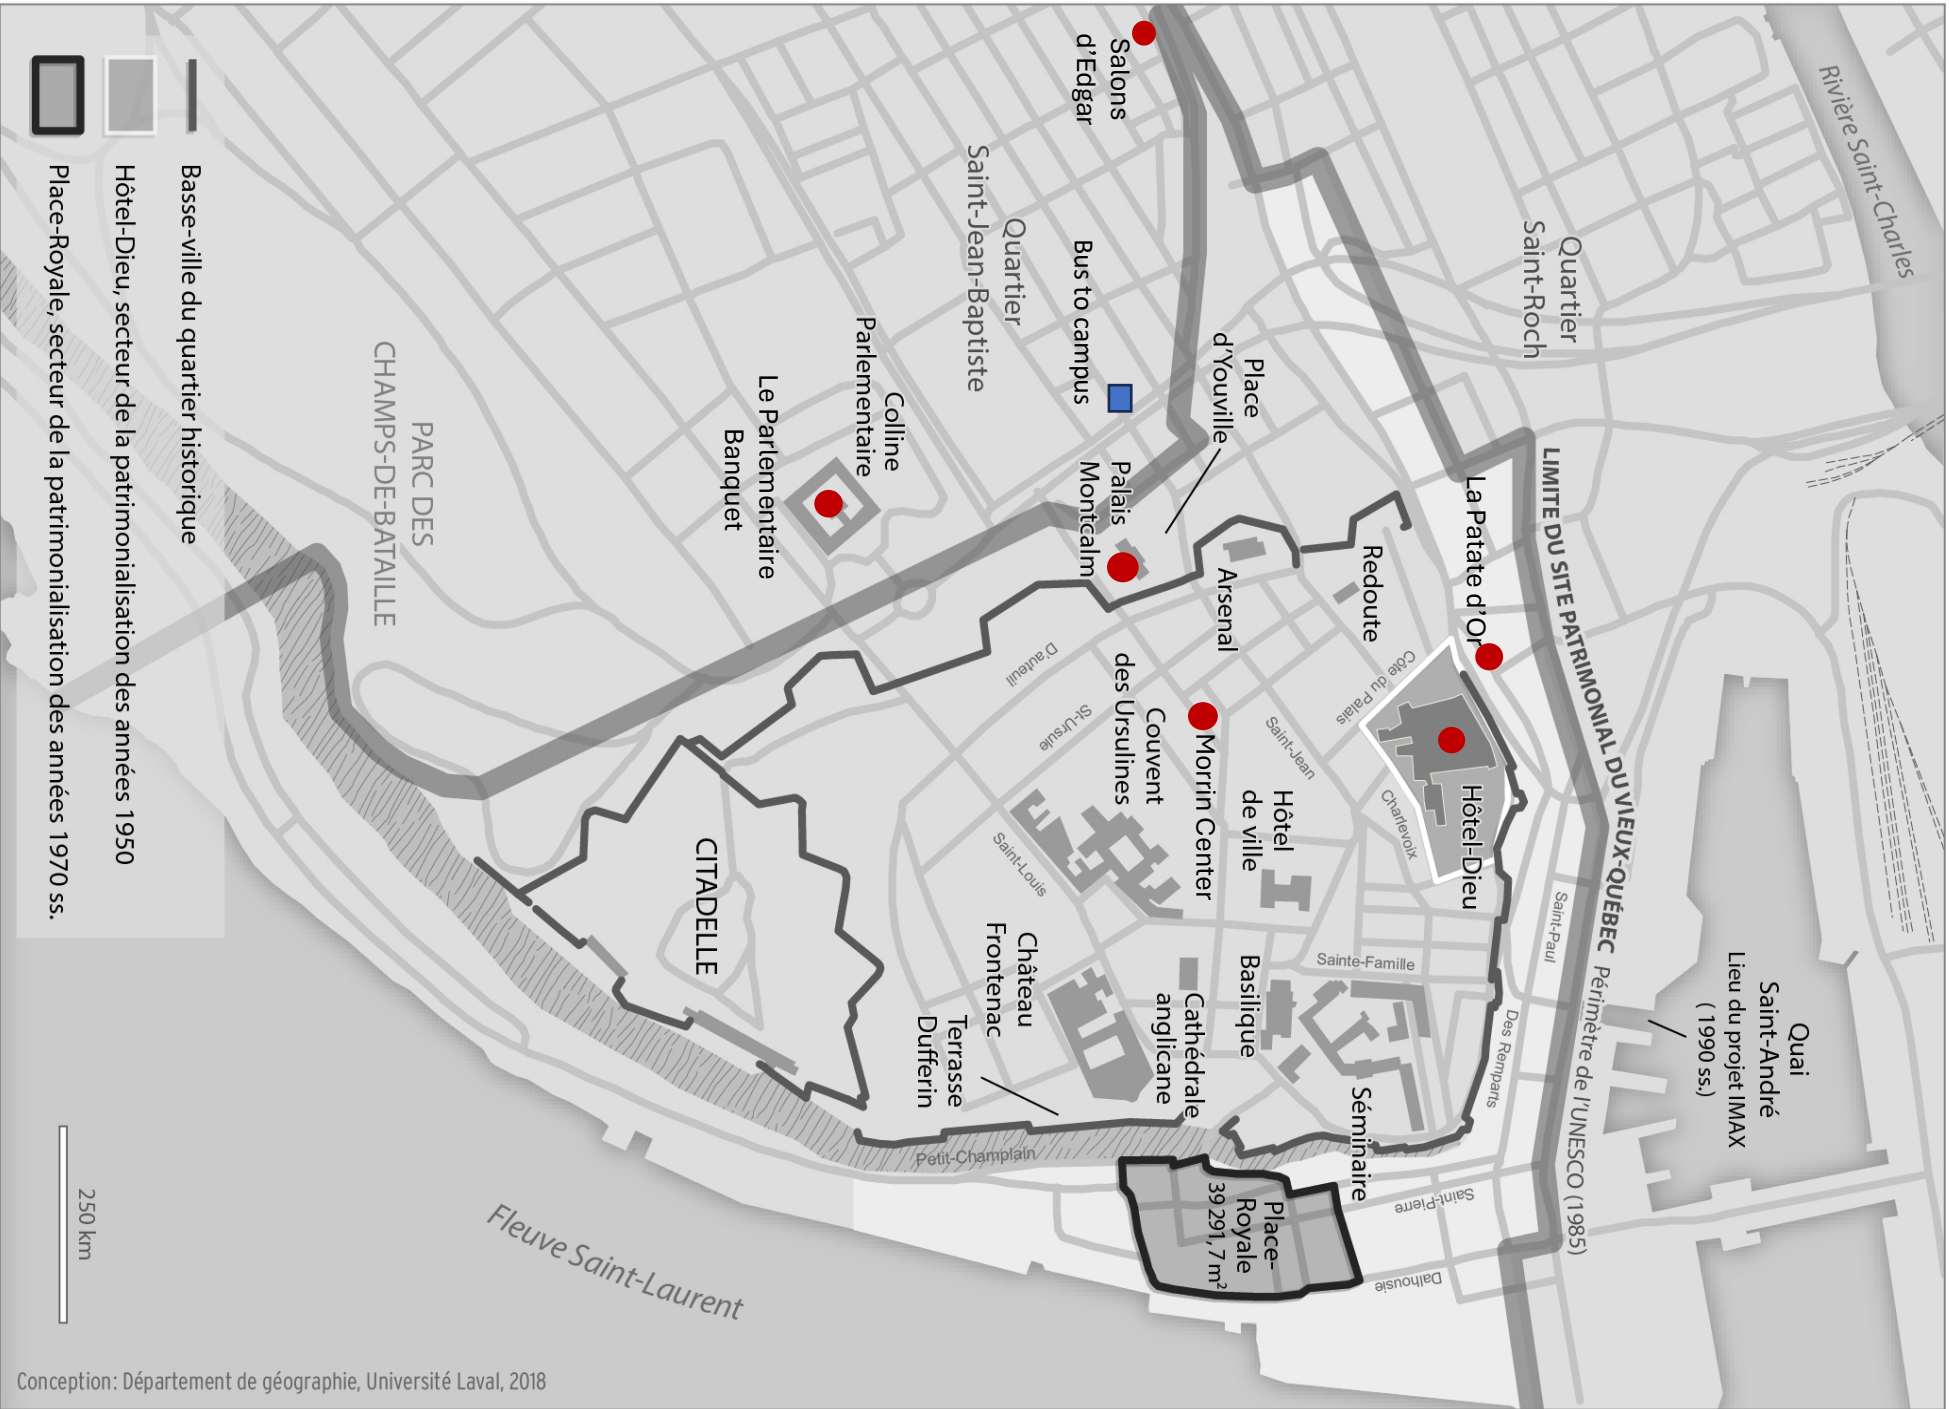 Rivière Saint-Charles
Salons
d'Edgar
Quartier
Saint-Jean-Baptiste
Quartier
Saint-Roch
Bus to campus
Place
d'Youville
Colline
Parlementaire
Le Parlementaire
Banquet
PARC DES
CHAMPS-DE-BATAILLE
Palais
Montcalm
Arsenal
Redoute
La Patate d'Or
LIMITE DU SITE PATRIMONIAL DU VIEUX-QUÉBEC Périmètre de l'UNESCO (1985)
Côte du Palais
D'auteuil
St-Ursule
Couvent
des Ursulines
Morrin Center
Saint-Jean
Hôtel
de ville
Charlevoix
Hôtel-Dieu
Saint-Louis
CITADELLE
Saint-Paul
Sainte-Famille
Château
Frontenac
Terrasse
Dufferin
Cathédrale
anglicane
Basilique
Séminaire
Des Remparts
Quai
Saint-André
Lieu du projet IMAX
( 1990 ss.)
Petit-Champlain
Saint-Pierre
Place-
Royale
39 291,7 m²
Dalhousie
Fleuve Saint-Laurent
Basse-ville du quartier historique
Hôtel-Dieu, secteur de la patrimonialisation des années 1950
Place-Royale, secteur de la patrimonialisation des années 1970 ss.
250 km
Conception: Département de géographie, Université Laval, 2018